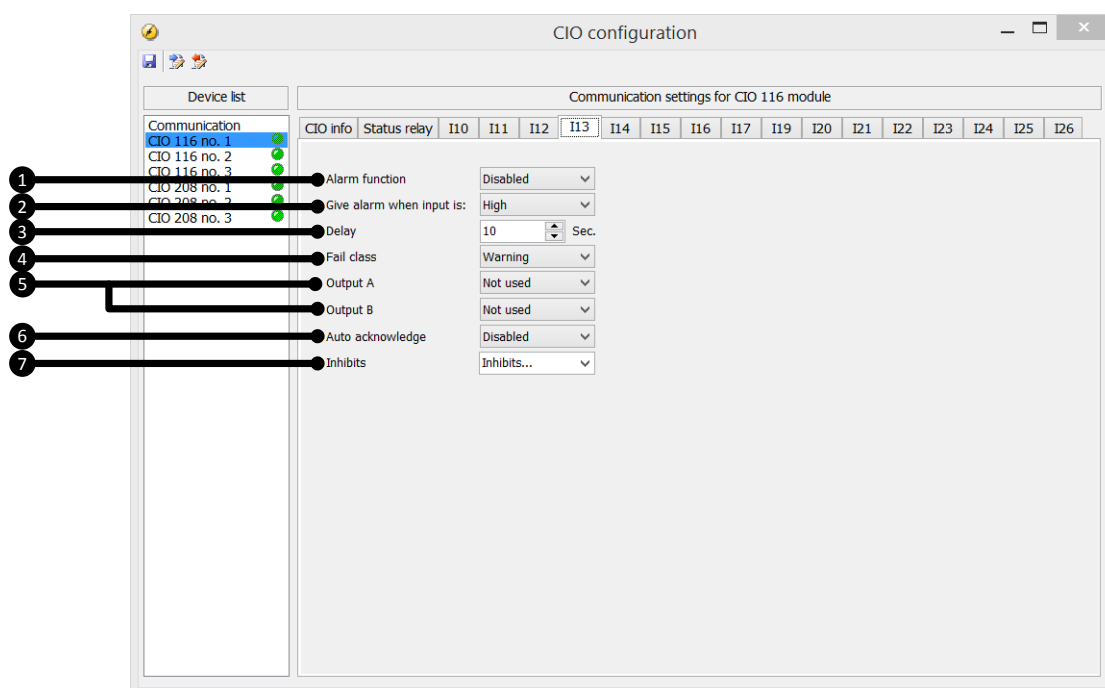 CIO configuration
Device list
Communication settings for CIO 116 module
Communication
CIO 116 no. 1
CIO 116 no. 2
CIO 116 no. 3
CIO 208 no. 1
CIO 208 no. 2
CIO 208 no. 3
CIO info Status relay I10 I11 I12 I13 I14 I15 I16 I17 I19 I20 I21 I22 I23 I24 I25 I26
1 Alarm function Disabled
2 Give alarm when input is: High
3 Delay 10 Sec.
4 Fail class Warning
5 Output A Not used
Output B Not used
6 Auto acknowledge Disabled
7 Inhibits Inhibits...